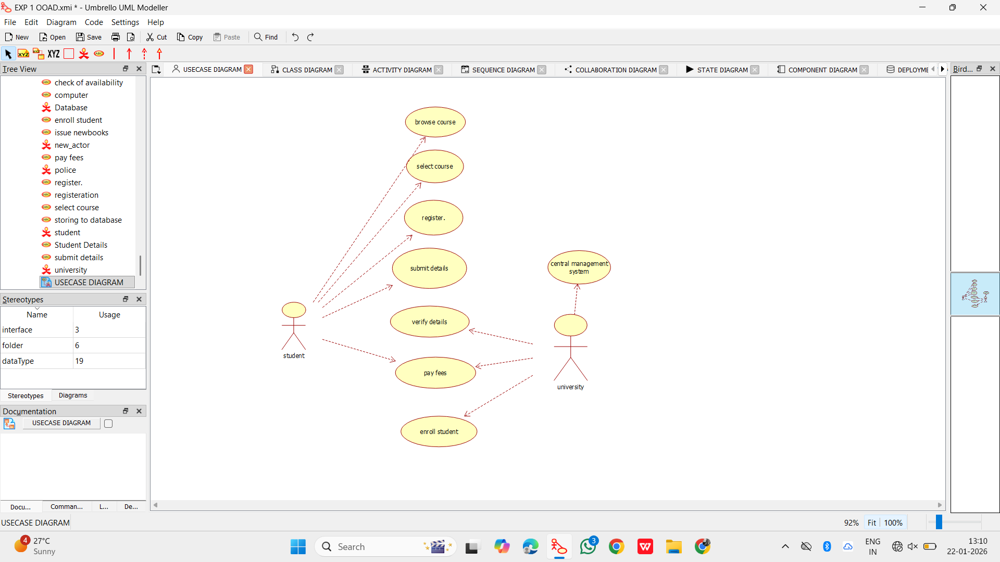 EXP 1 OOAD.xmi * - Umbrello UML Modeller
File Edit Diagram Code Settings Help
New Open Save Cut Copy Paste Find
XYZ XYZ XYZ ABC
Tree View
USECASE DIAGRAM CLASS DIAGRAM ACTIVITY DIAGRAM SEQUENCE DIAGRAM COLLABORATION DIAGRAM STATE DIAGRAM COMPONENT DIAGRAM DEPLOYME
Bird...
check of availability
computer
Database
enroll student
issue newbooks
new_actor
pay fees
police
register.
registeration
select course
storing to database
student
Student Details
submit details
university
USECASE DIAGRAM
Stereotypes
Name Usage
interface 3
folder 6
dataType 19
Stereotypes Diagrams
Documentation
USECASE DIAGRAM
Docu... Comman... L... De...
browse course
select course
register.
submit details
central management
system
verify details
student
pay fees
university
enroll student
USECASE DIAGRAM
92% Fit 100%
4
27°C
Sunny
Search
3
ENG
IN
13:10
22-01-2026